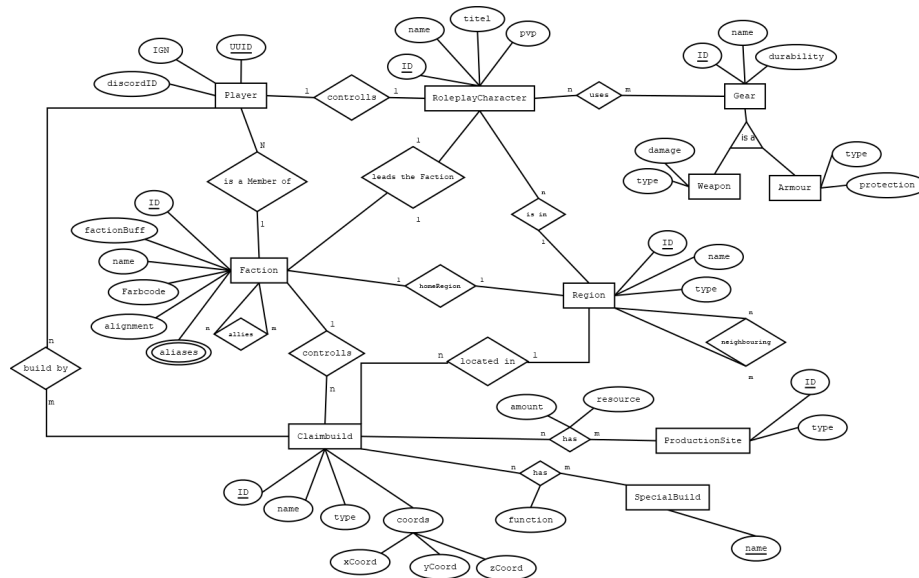 titel
name
pvp
name
IGN
UUID
ID
durability
ID
discordID
Player
1
controlls
1
RoleplayCharacter
n
uses
m
Gear
is a
N
1
damage
type
type
Weapon
Armour
protection
is a Member of
leads the Faction
ID
n
is in
factionBuff
1
1
1
ID
name
name
Faction
1
homeRegion
1
Region
type
Farbcode
alignment
n
allies
m
1
n
neighbouring
aliases
controlls
n
located in
1
m
n
build by
m
n
ID
resource
amount
type
Claimbuild
n
has
m
ProductionSite
n
has
m
ID
name
type
coords
function
SpecialBuild
xCoord
yCoord
zCoord
name